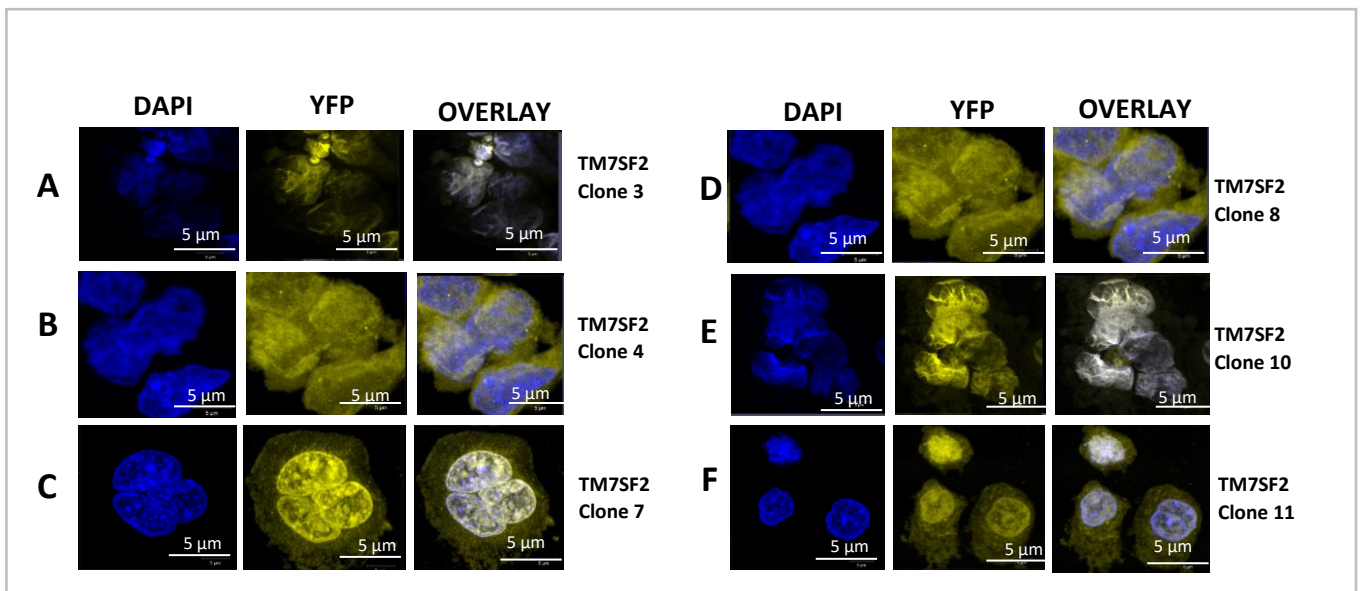 DAPI YFP OVERLAY
A
5 µm 5 µm 5 µm
TM7SF2
Clone 3
B
5 µm 5 µm 5 µm
TM7SF2
Clone 4
C
5 µm 5 µm 5 µm
TM7SF2
Clone 7
DAPI YFP OVERLAY
D
5 µm 5 µm 5 µm
TM7SF2
Clone 8
E
5 µm 5 µm 5 µm
TM7SF2
Clone 10
F
5 µm 5 µm 5 µm
TM7SF2
Clone 11